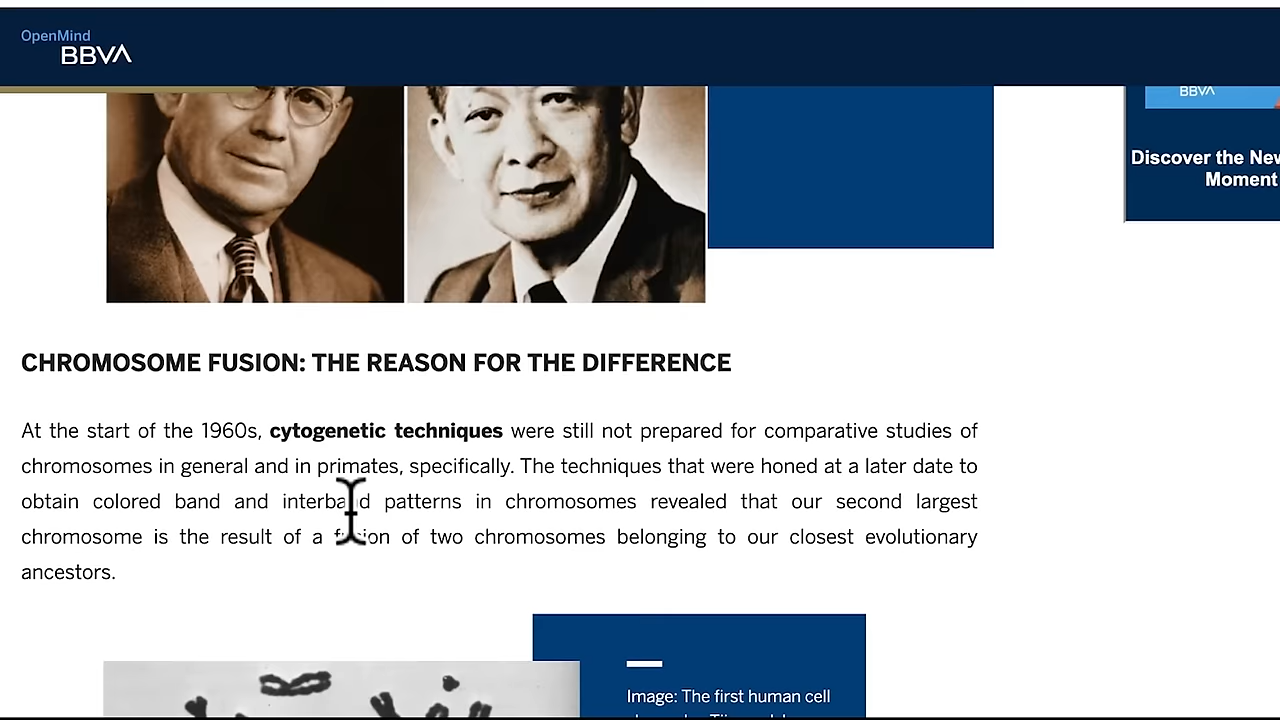 OpenMind
BBVA
BBVA
Discover the New
Moment
CHROMOSOME FUSION: THE REASON FOR THE DIFFERENCE
At the start of the 1960s, cytogenetic techniques were still not prepared for comparative studies of
chromosomes in general and in primates, specifically. The techniques that were honed at a later date to
obtain colored band and interband patterns in chromosomes revealed that our second largest
chromosome is the result of a fusion of two chromosomes belonging to our closest evolutionary
ancestors.
Image: The first human cell